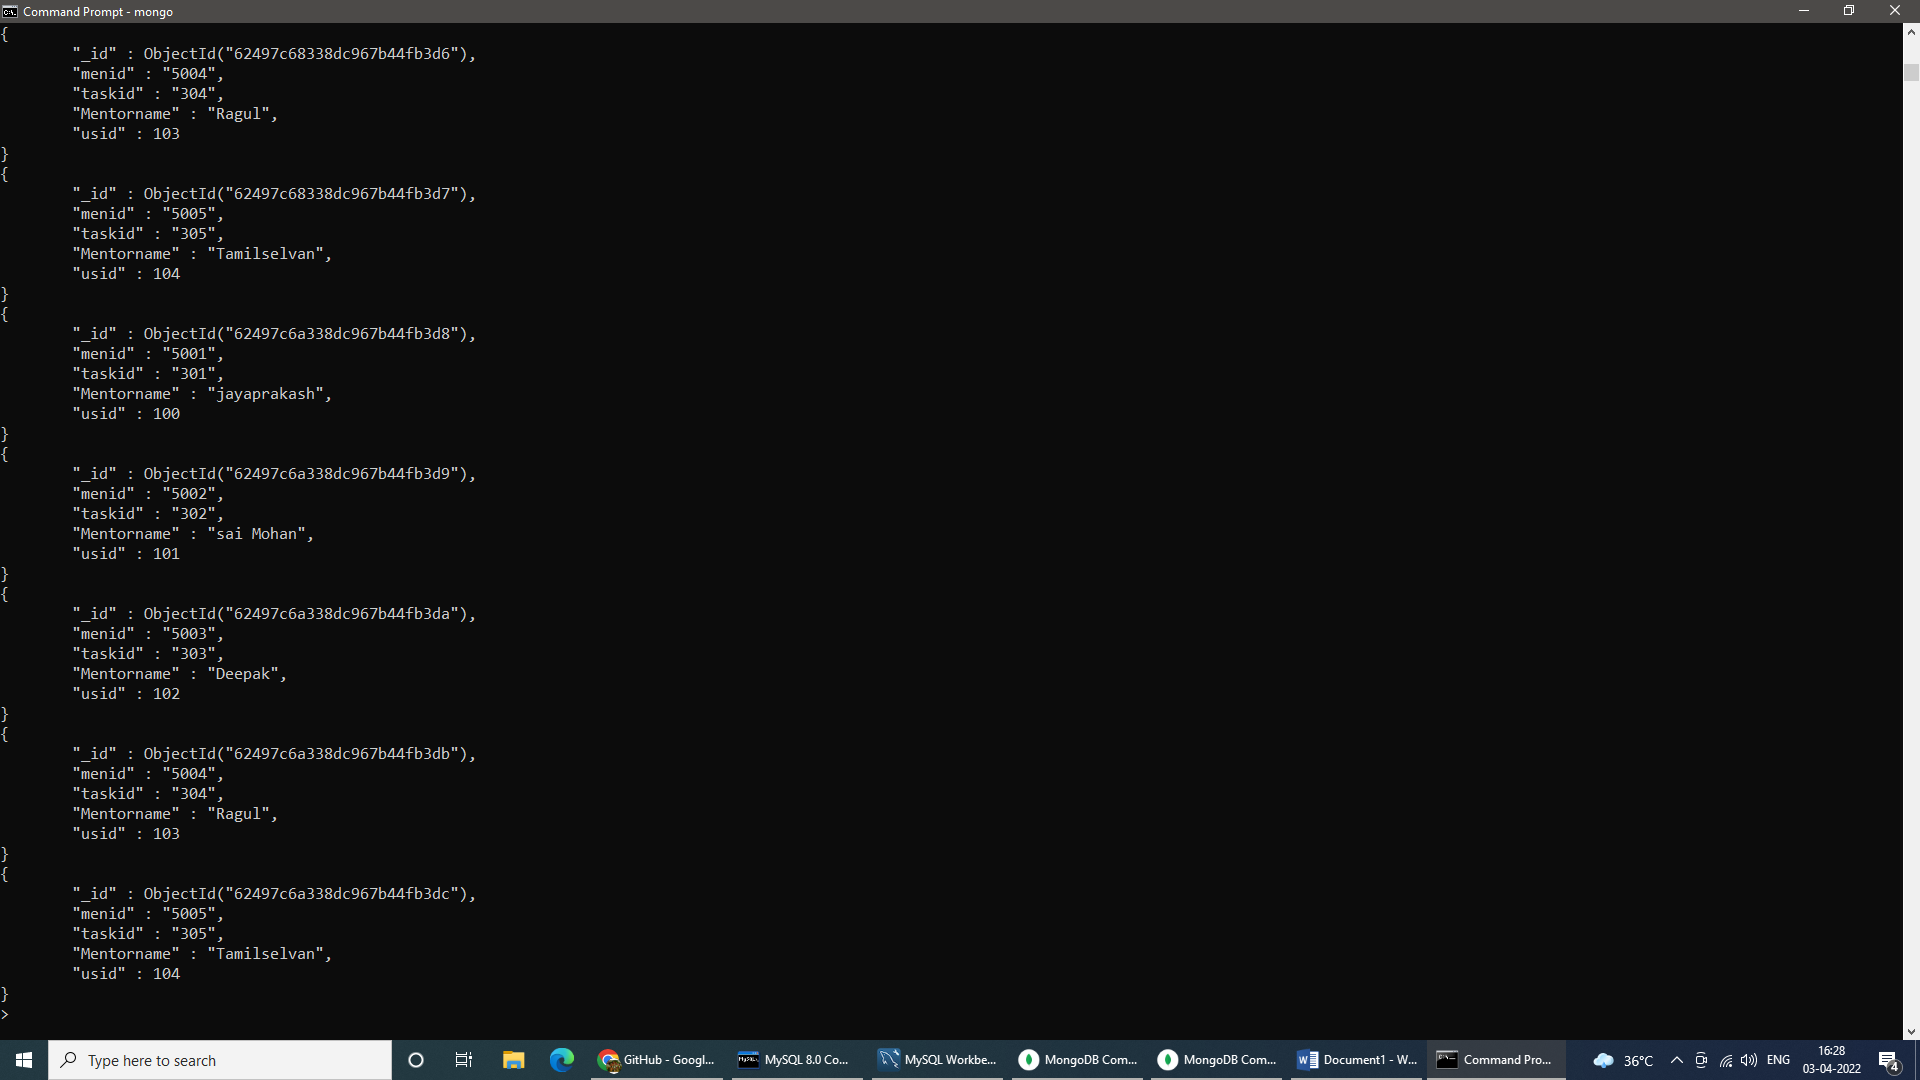 Command Prompt - mongo
{
"_id" : ObjectId("62497c68338dc967b44fb3d6"),
"menid" : "5004",
"taskid" : "304",
"Mentorname" : "Ragul",
"usid" : 103
}
{
"_id" : ObjectId("62497c68338dc967b44fb3d7"),
"menid" : "5005",
"taskid" : "305",
"Mentorname" : "Tamilselvan",
"usid" : 104
}
{
"_id" : ObjectId("62497c6a338dc967b44fb3d8"),
"menid" : "5001",
"taskid" : "301",
"Mentorname" : "jayaprakash",
"usid" : 100
}
{
"_id" : ObjectId("62497c6a338dc967b44fb3d9"),
"menid" : "5002",
"taskid" : "302",
"Mentorname" : "sai Mohan",
"usid" : 101
}
{
"_id" : ObjectId("62497c6a338dc967b44fb3da"),
"menid" : "5003",
"taskid" : "303",
"Mentorname" : "Deepak",
"usid" : 102
}
{
"_id" : ObjectId("62497c6a338dc967b44fb3db"),
"menid" : "5004",
"taskid" : "304",
"Mentorname" : "Ragul",
"usid" : 103
}
{
"_id" : ObjectId("62497c6a338dc967b44fb3dc"),
"menid" : "5005",
"taskid" : "305",
"Mentorname" : "Tamilselvan",
"usid" : 104
}
>
Type here to search
GitHub - Googl...
MySQL 8.0 Co...
MySQL Workbe...
MongoDB Com...
MongoDB Com...
Document1 - W...
Command Pro...
36°C
ENG
16:28
03-04-2022
4